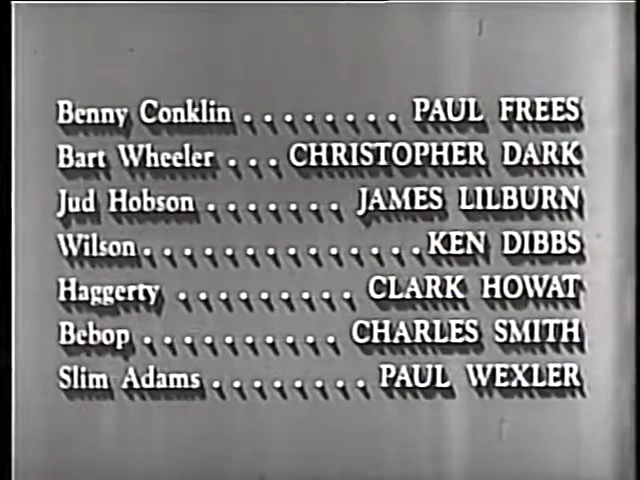 Benny Conklin ........ PAUL FREES
Bart Wheeler ... CHRISTOPHER DARK
Jud Hobson ....... JAMES LILBURN
Wilson.............. KEN DIBBS
Haggerty ......... CLARK HOWAT
Bebop .......... CHARLES SMITH
Slim Adams ........ PAUL WEXLER